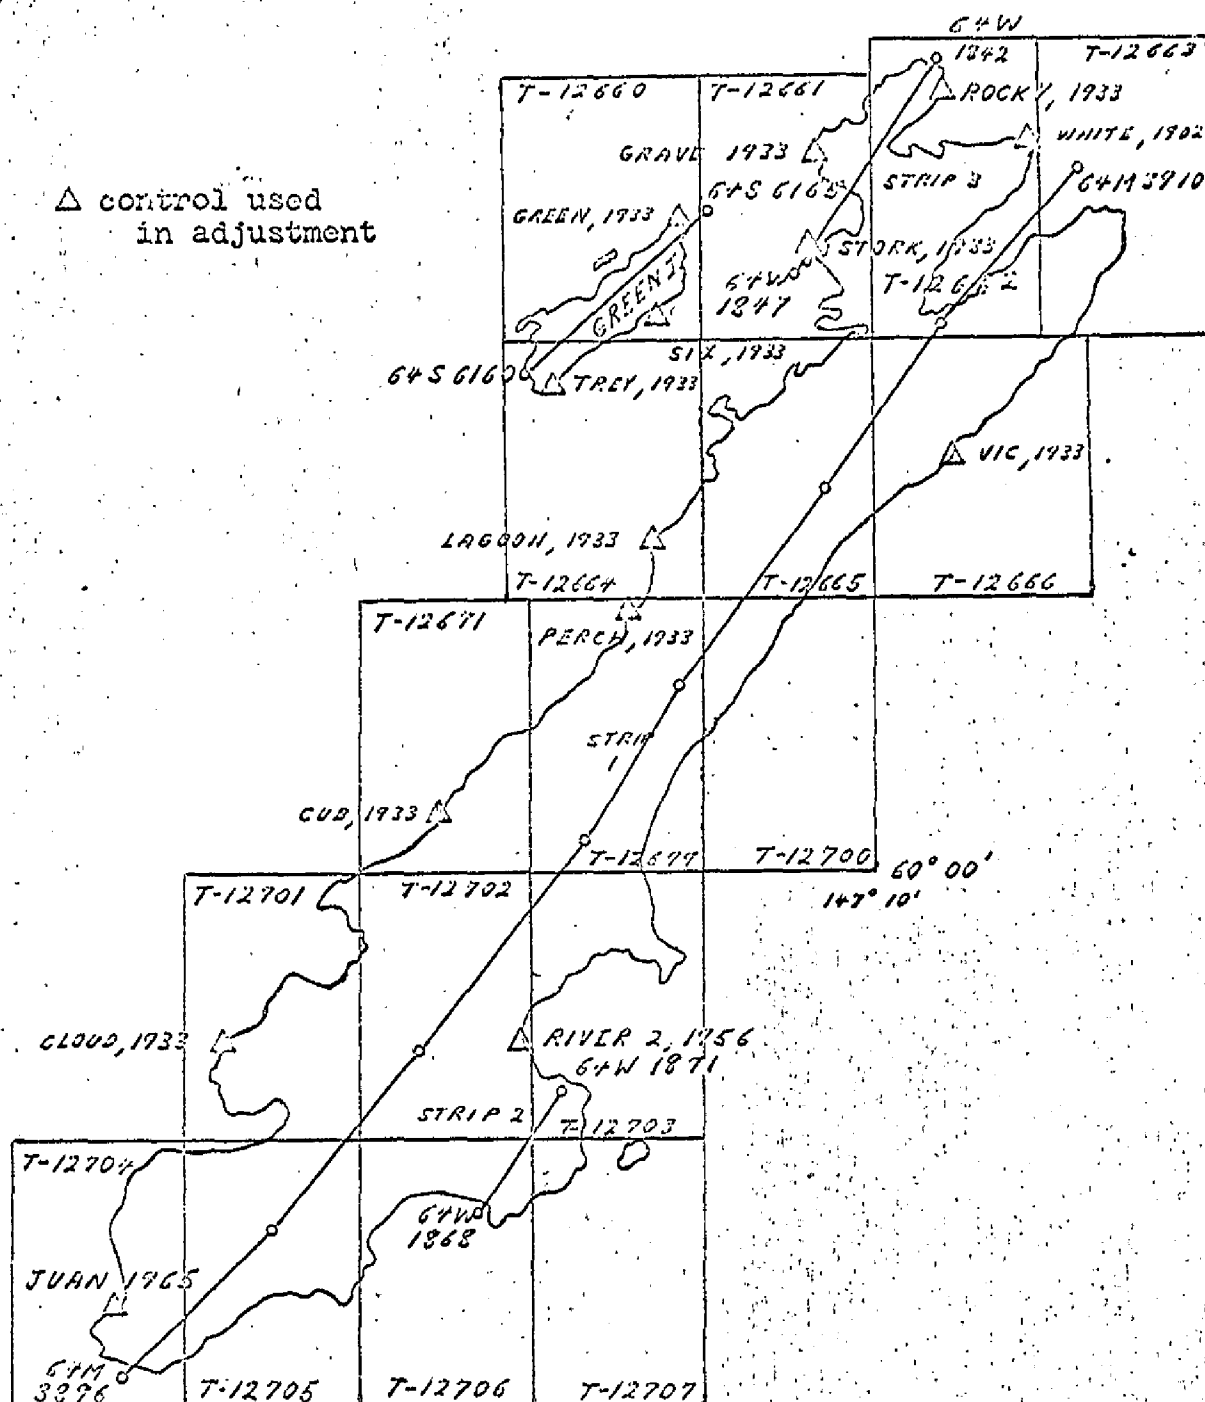 64W
1842
T-12663
T-12660
T-12661
ROCKY, 1933
WHITE, 1902
GRAVE 1933
STRIP 3
64M 3910
△ control used
in adjustment
64S 6165
GREEN, 1933
STORK, 1933
64W
1847
T-12662
GREEN I
SIX, 1933
64S 6160
TREY, 1933
VIC, 1933
LAGOON, 1933
T-12664
T-12665
T-12666
T-12671
PERCH, 1933
STRIP
1
CUD, 1933
T-12699
T-12700
60° 00'
147° 10'
T-12701
T-12702
CLOUD, 1933
RIVER 2, 1956
64W 1871
STRIP 2
T-12703
T-12704
64W
1868
JUAN 1965
64M
3896
T-12705
T-12706
T-12707